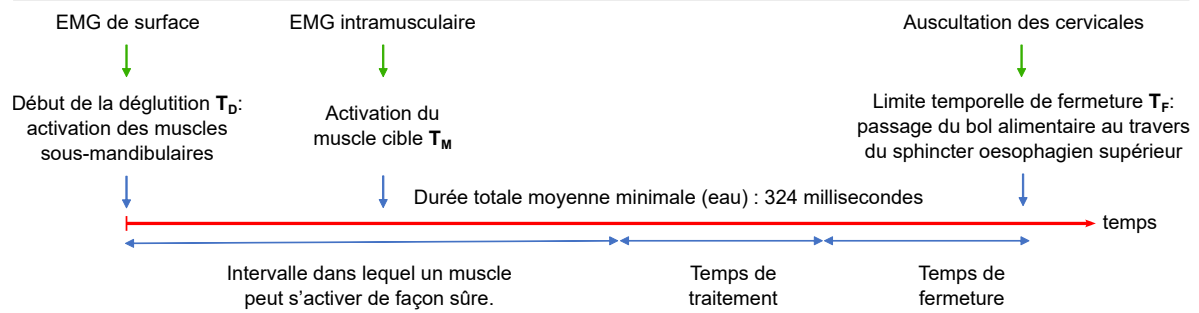 EMG de surface
EMG intramusculaire
Auscultation des cervicales
Début de la déglutition T_D:
activation des muscles
sous-mandibulaires
Activation du
muscle cible T_M
Limite temporelle de fermeture T_F:
passage du bol alimentaire au travers
du sphincter oesophagien supérieur
Durée totale moyenne minimale (eau) : 324 millisecondes
temps
Intervalle dans lequel un muscle
peut s’activer de façon sûre.
Temps de
traitement
Temps de
fermeture